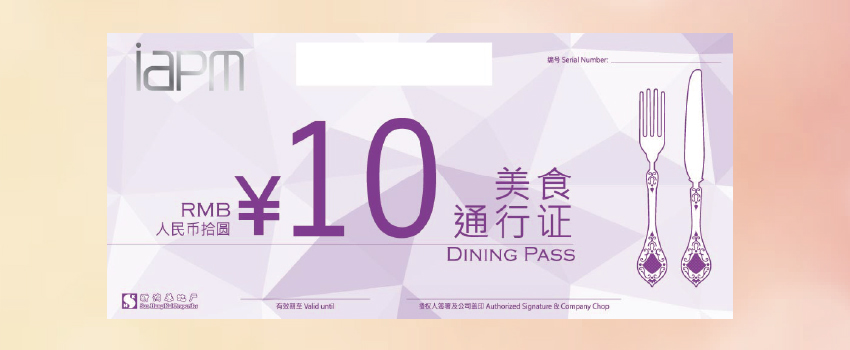 iapm
编号 Serial Number:
¥10
RMB
人民币拾圆
美食
通行证
DINING PASS
新鸿基地产
Sun Hung Kai Properties
有效期至 Valid until
授权人签署及公司盖印 Authorized Signature & Company Chop